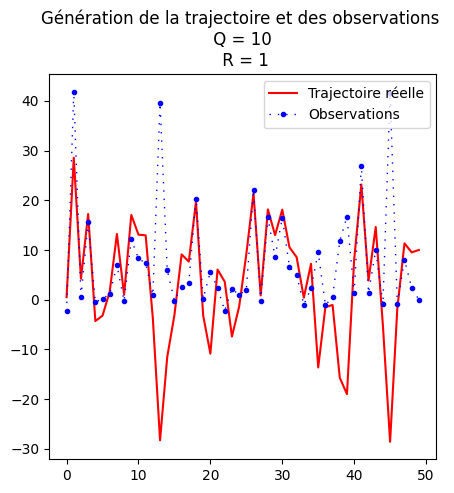 Génération de la trajectoire et des observations
Q = 10
R = 1
Trajectoire réelle
Observations
40
30
20
10
0
−10
−20
−30
0
10
20
30
40
50